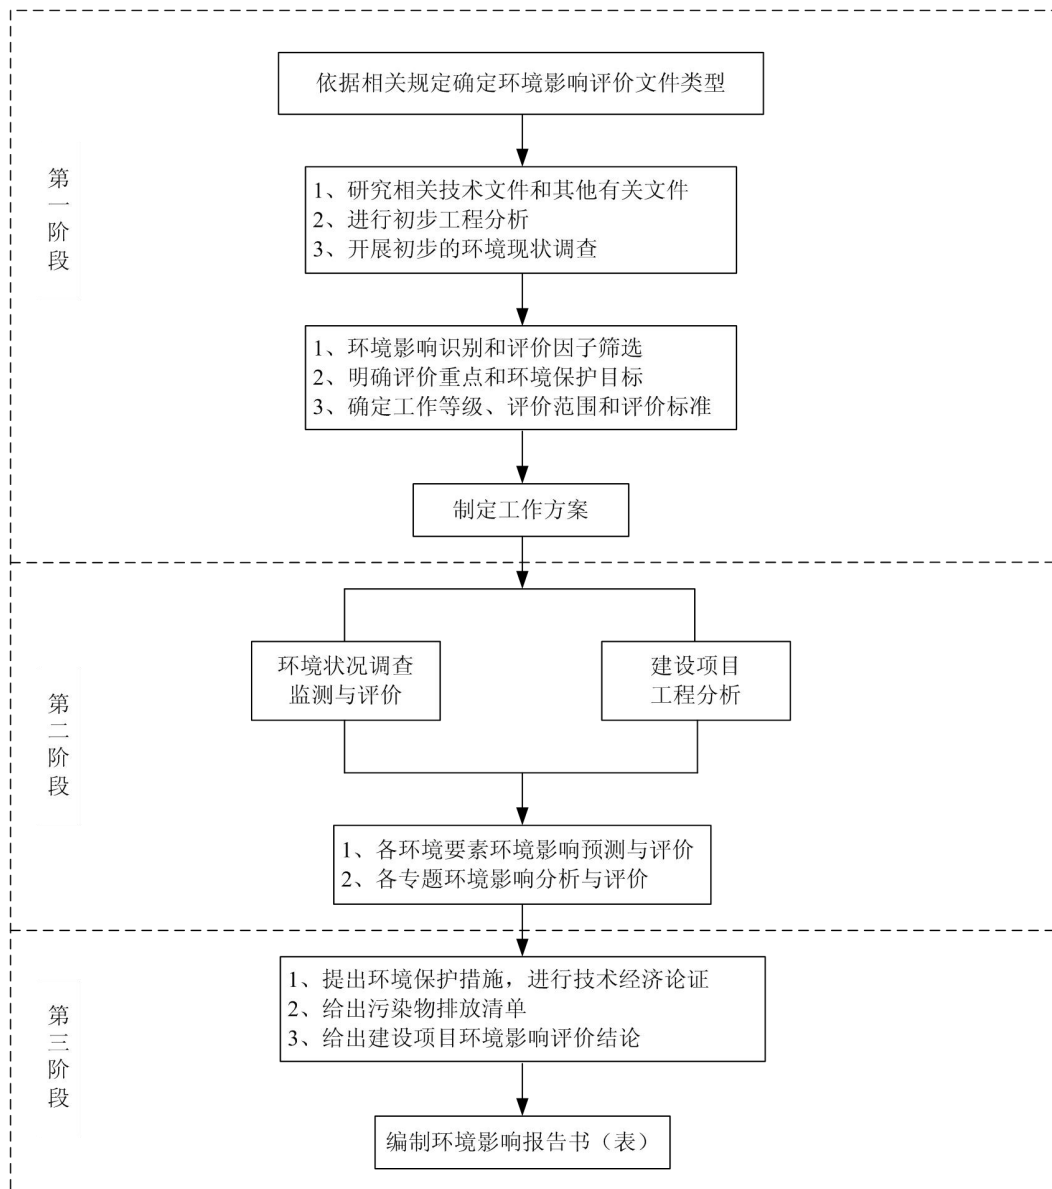 依据相关规定确定环境影响评价文件类型
第一阶段
1、研究相关技术文件和其他有关文件
2、进行初步工程分析
3、开展初步的环境现状调查
1、环境影响识别和评价因子筛选
2、明确评价重点和环境保护目标
3、确定工作等级、评价范围和评价标准
制定工作方案
第二阶段
环境状况调查
监测与评价
建设项目
工程分析
1、各环境要素环境影响预测与评价
2、各专题环境影响分析与评价
第三阶段
1、提出环境保护措施，进行技术经济论证
2、给出污染物排放清单
3、给出建设项目环境影响评价结论
编制环境影响报告书（表）